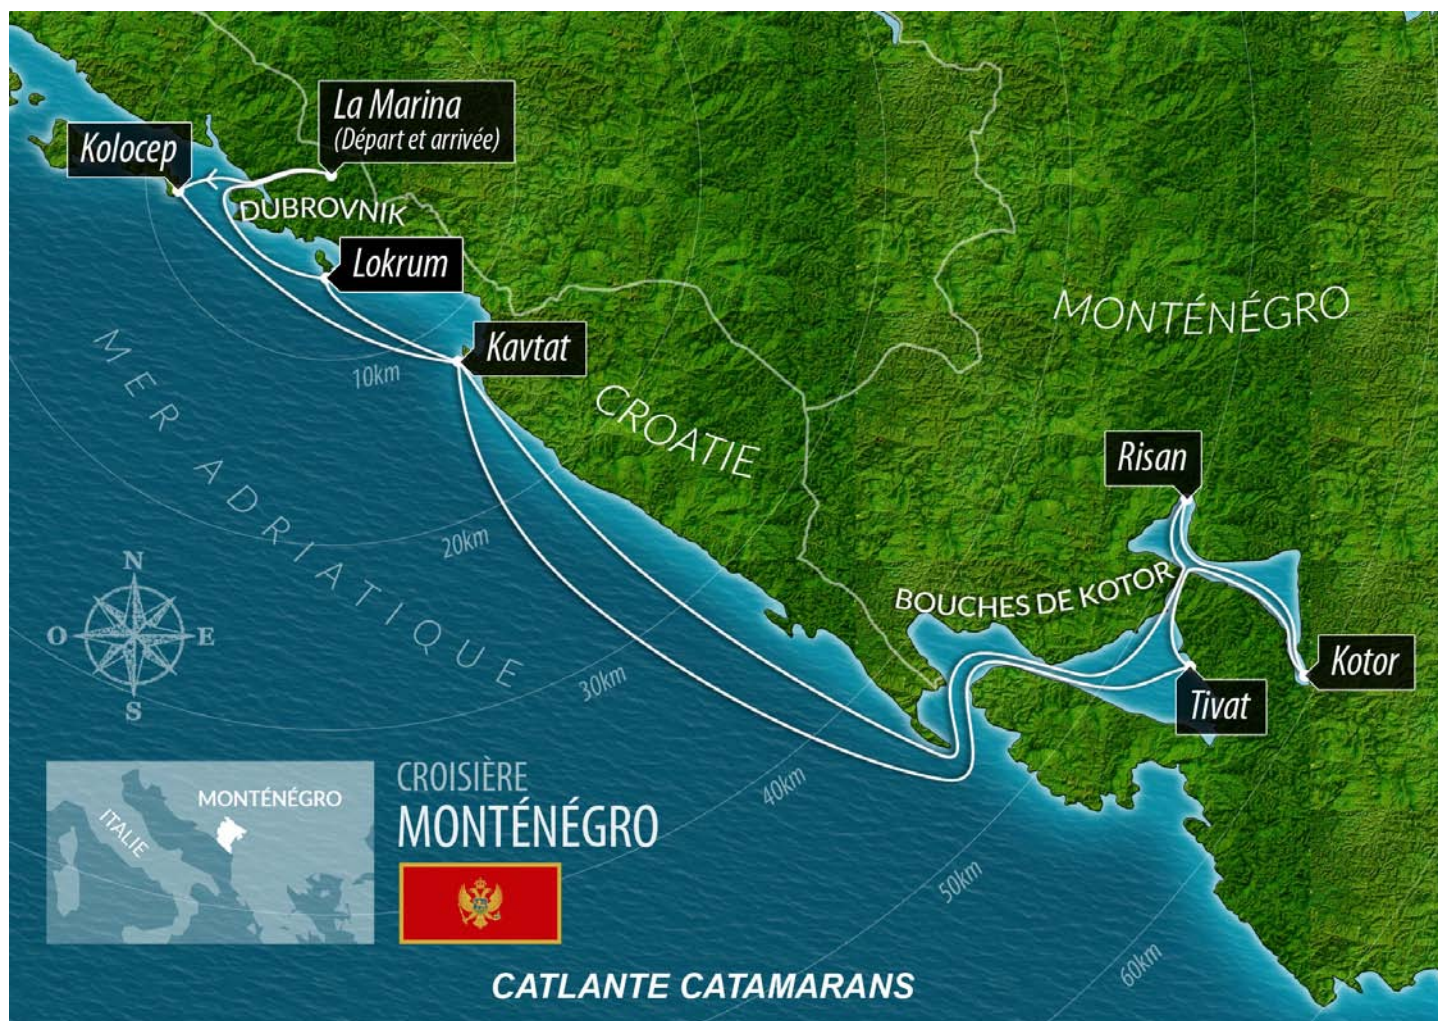 La Marina
(Départ et arrivée)
Kolocep
DUBROVNIK
Lokrum
MONTÉNÉGRO
Kavtat
10km
CROATIE
MER ADRIATIQUE
Risan
20km
BOUCHES DE KOTOR
N
O
E
S
30km
Kotor
Tivat
40km
CROISIÈRE
MONTÉNÉGRO
MONTÉNÉGRO
ITALIE
50km
60km
CATLANTE CATAMARANS